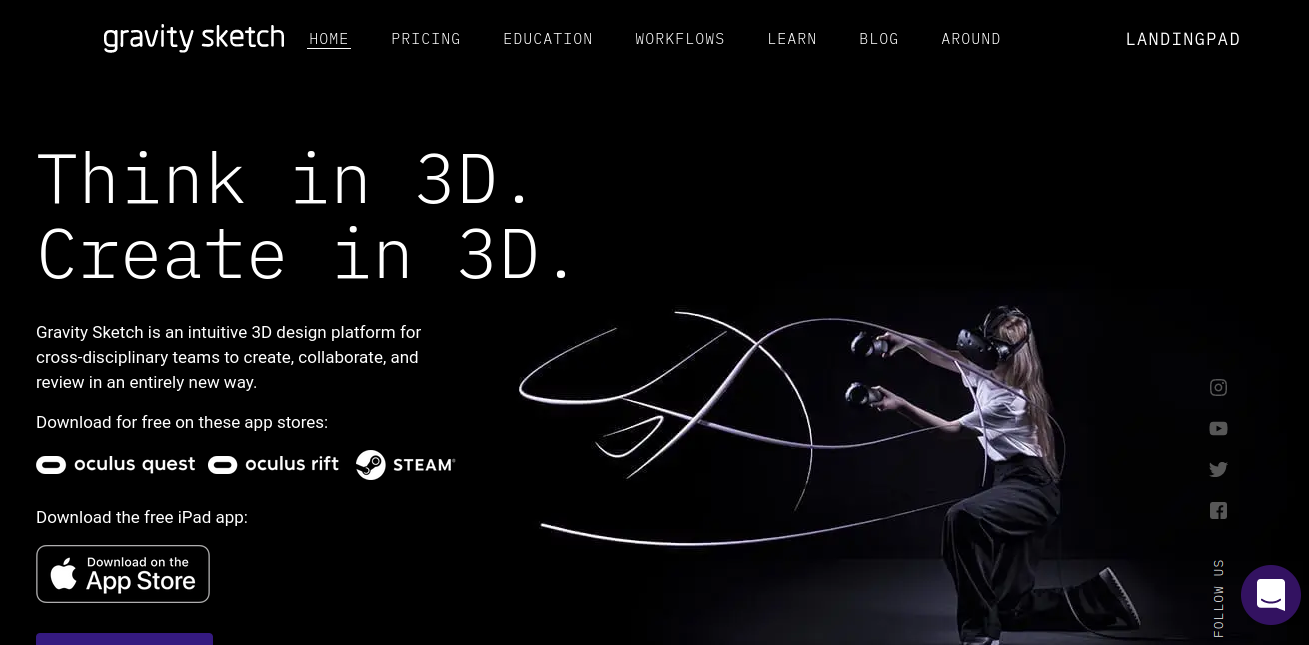 gravity sketch
HOME
PRICING
EDUCATION
WORKFLOWS
LEARN
BLOG
AROUND
LANDINGPAD
Think in 3D.
Create in 3D.
Gravity Sketch is an intuitive 3D design platform for
cross-disciplinary teams to create, collaborate, and
review in an entirely new way.
Download for free on these app stores:
oculus quest
oculus rift
STEAM®
Download the free iPad app:
Download on the
App Store
FOLLOW US